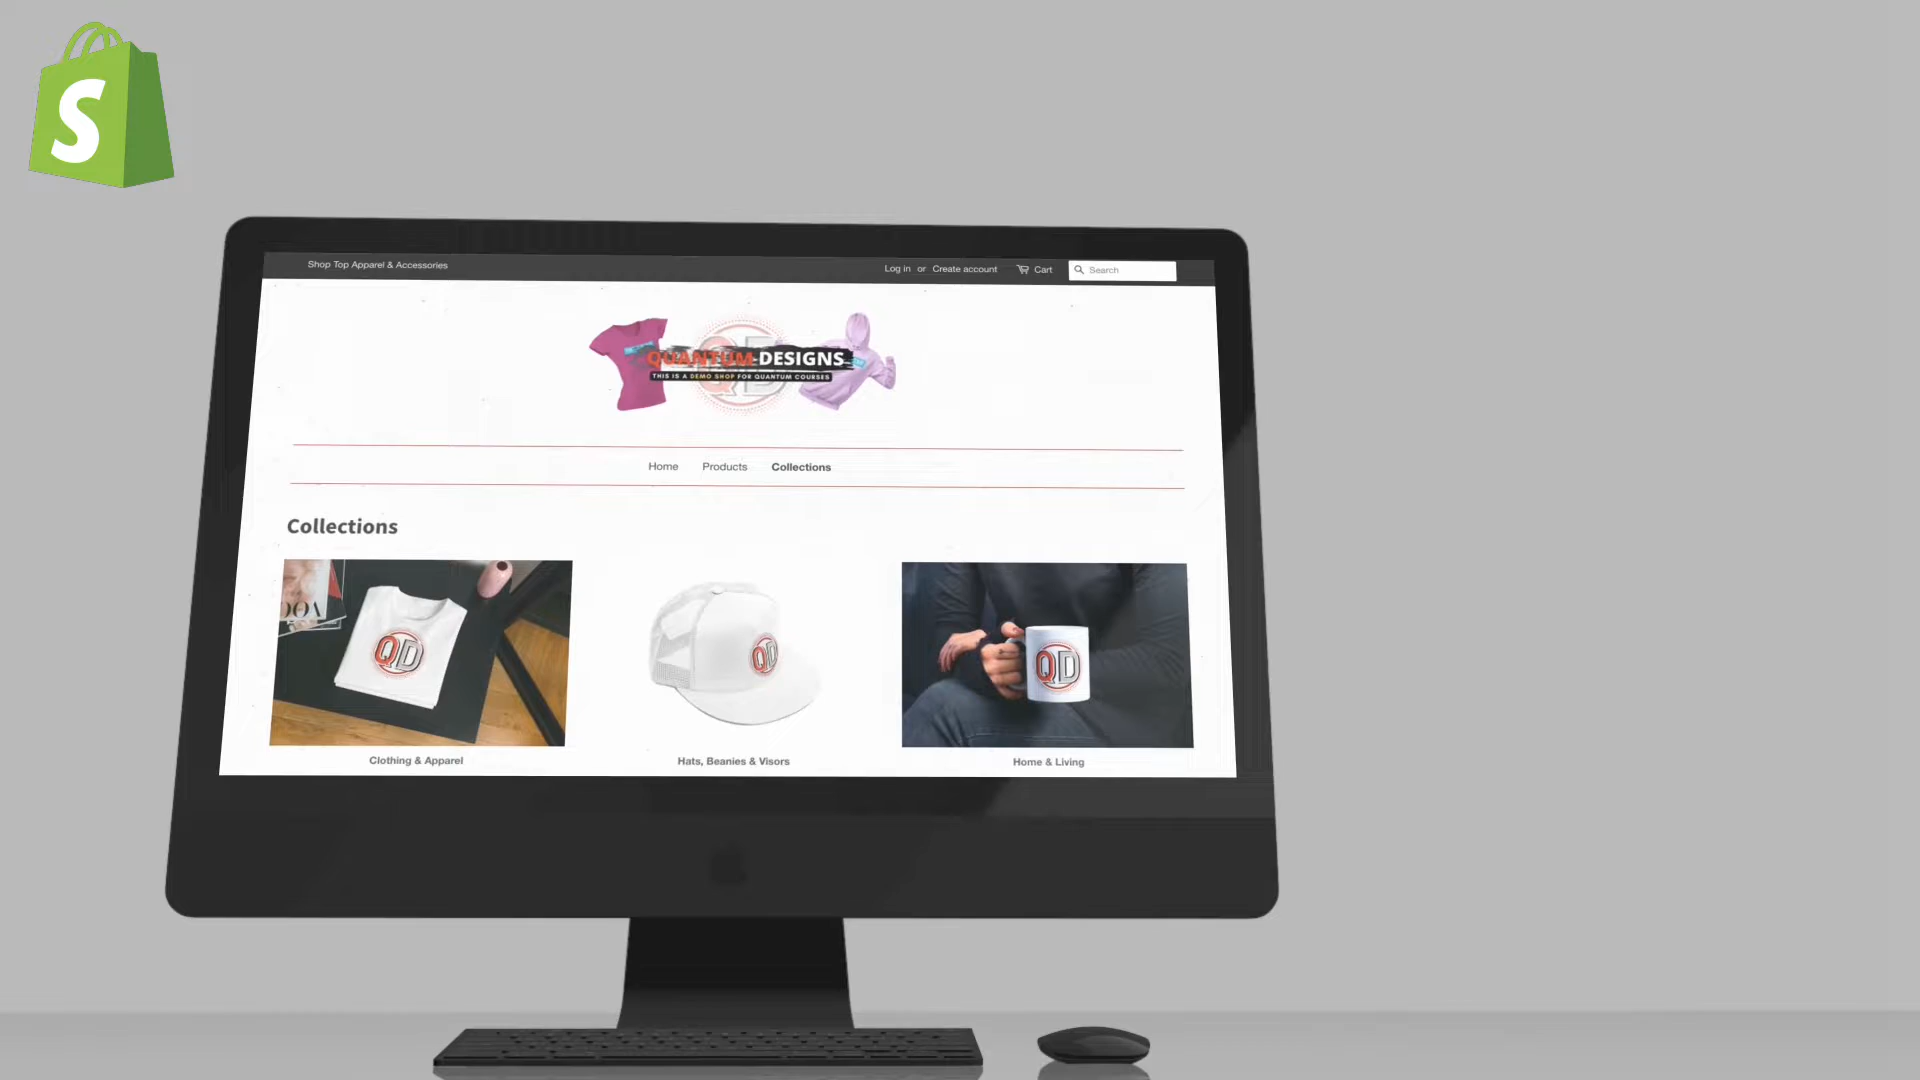 S
Shop Top Apparel & Accessories
Log in or Create account
Cart
Search
QUANTUM DESIGNS
THIS IS A DEMO SHOP FOR QUANTUM COURSES
QD
Home
Products
Collections
Collections
QD
QD
QD
Clothing & Apparel
Hats, Beanies & Visors
Home & Living